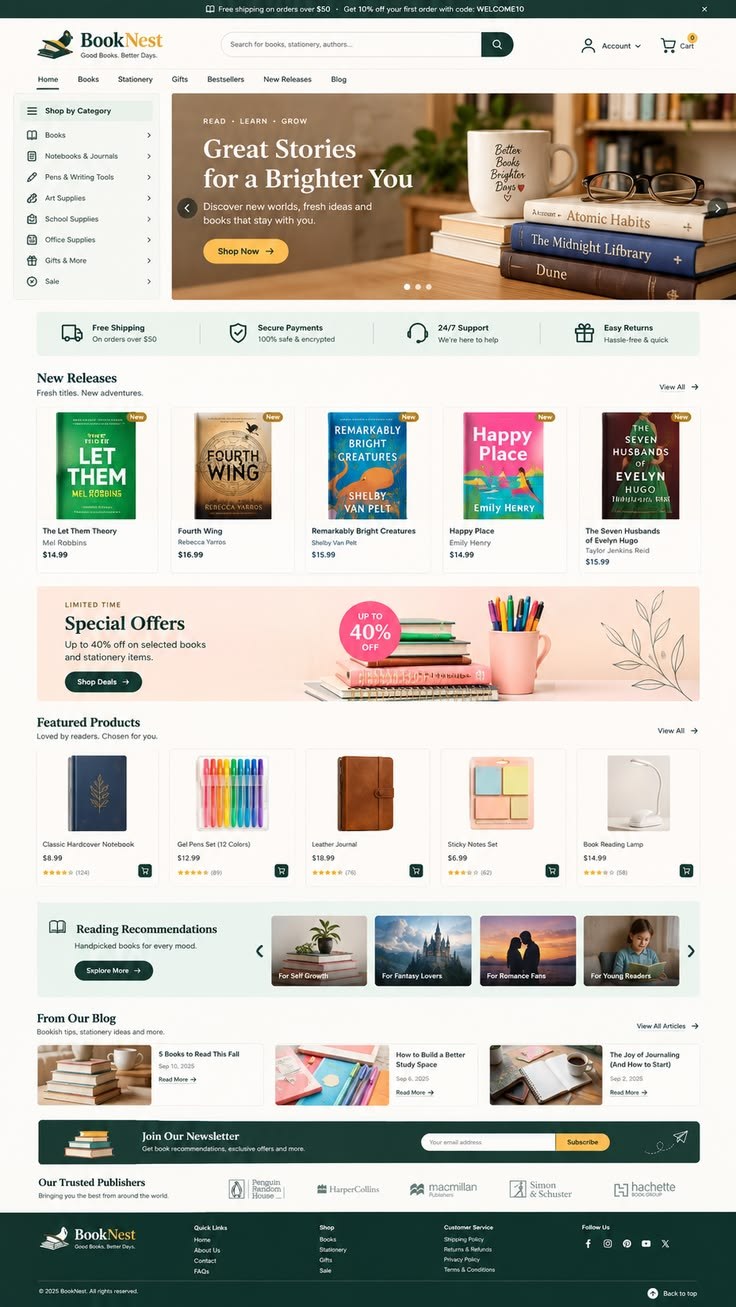 Free shipping on orders over $50 • Get 10% off your first order with code: WELCOME10 ×
BookNest
Good Books. Better Days.
Search for books, stationery, authors...
Account
0
Cart
Home Books Stationery Gifts Bestsellers New Releases Blog
Shop by Category
Books
Notebooks & Journals
Pens & Writing Tools
Art Supplies
School Supplies
Office Supplies
Gifts & More
Sale
READ • LEARN • GROW
Great Stories
for a Brighter You
Discover new worlds, fresh ideas and
books that stay with you.
Shop Now →
Better
Books
Brighter
Days
Atomic Habits
The Midnight Lifbrary
Dune
Free Shipping
On orders over $50
Secure Payments
100% safe & encrypted
24/7 Support
We're here to help
Easy Returns
Hassle-free & quick
New Releases
Fresh titles. New adventures.
View All →
New
LET
THEM
MEL ROBBINS
The Let Them Theory
Mel Robbins
$14.99
New
FOURTH
WING
REBECCA YARROS
Fourth Wing
Rebecca Yarros
$16.99
New
REMARKABLY
BRIGHT
CREATURES
SHELBY
VAN PELT
Remarkably Bright Creatures
Shelby Van Pelt
$15.99
New
Happy
Place
Emily Henry
Happy Place
Emily Henry
$14.99
New
THE
SEVEN
HUSBANDS
OF
EVELYN
HUGO
The Seven Husbands
of Evelyn Hugo
Taylor Jenkins Reid
$15.99
LIMITED TIME
Special Offers
Up to 40% off on selected books
and stationery items.
Shop Deals →
UP TO
40%
OFF
Featured Products
Loved by readers. Chosen for you.
View All →
Classic Hardcover Notebook
$8.99
(124)
Gel Pens Set (12 Colors)
$12.99
(89)
Leather Journal
$18.99
(76)
Sticky Notes Set
$6.99
(62)
Book Reading Lamp
$14.99
(58)
Reading Recommendations
Handpicked books for every mood.
Sxplore More →
For Self Growth
For Fantasy Lovers
For Romance Fans
For Young Readers
From Our Blog
Bookish tips, stationery ideas and more.
View All Articles →
5 Books to Read This Fall
Sep 10, 2025
Read More →
How to Build a Better
Study Space
Sep 6, 2025
Read More →
The Joy of Journaling
(And How to Start)
Sep 2, 2025
Read More →
Join Our Newsletter
Get book recommendations, exclusive offers and more.
Your email address
Subscribe
Our Trusted Publishers
Bringing you the best from around the world.
Penguin
Random
House
HarperCollins
macmillan
Publishers
Simon
& Schuster
hachette
BOOK GROUP
BookNest
Good Books. Better Days.
Quick Links
Home
About Us
Contact
FAQs
Shop
Books
Stationery
Gifts
Sale
Customer Service
Shipping Policy
Returns & Refunds
Privacy Policy
Terms & Conditions
Follow Us
© 2025 BookNest. All rights reserved.
Back to top